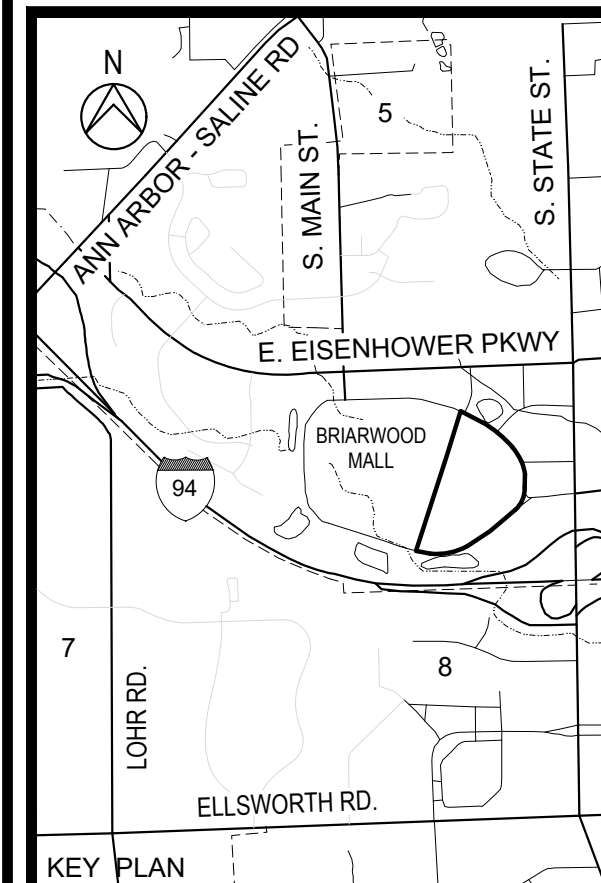 N
ANN ARBOR - SALINE RD
S. MAIN ST.
5
S. STATE ST.
E. EISENHOWER PKWY
BRIARWOOD
MALL
94
7
LOHR RD.
8
ELLSWORTH RD.
KEY PLAN